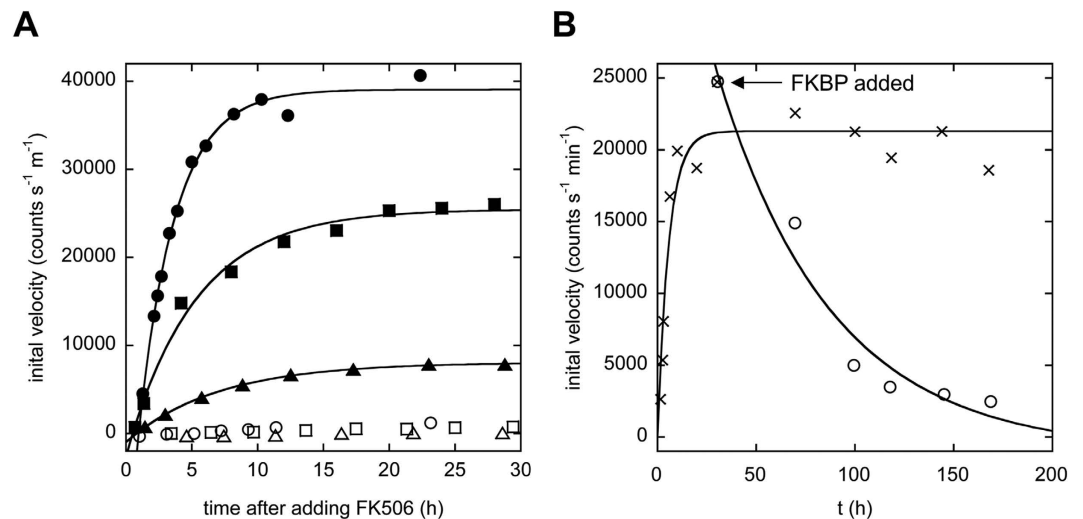 A
inital velocity (counts s⁻¹ m⁻¹)
40000
30000
20000
10000
0
0 5 10 15 20 25 30
time after adding FK506 (h)
B
inital velocity (counts s⁻¹ min⁻¹)
25000
20000
15000
10000
5000
0
FKBP added
0 50 100 150 200
t (h)